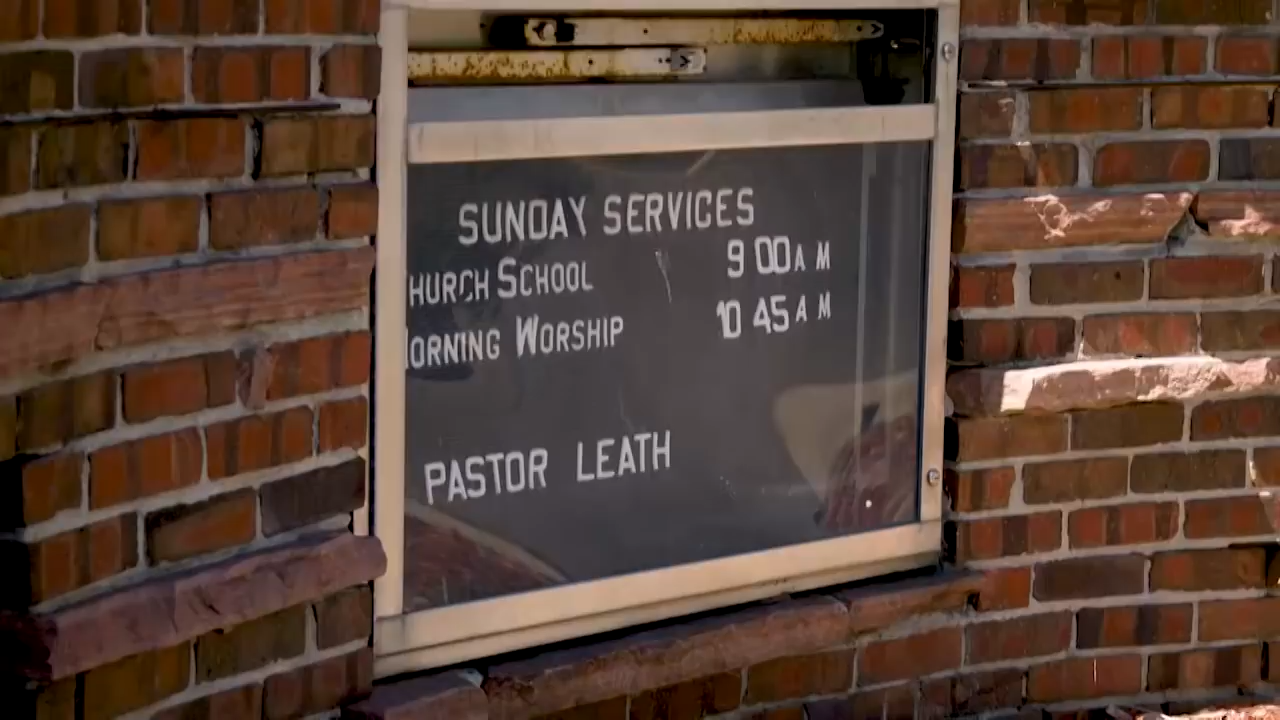 SUNDAY SERVICES
HURCH SCHOOL 9 00 A M
ORNING WORSHIP 10 45 A M
PASTOR LEATH